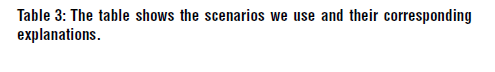 Table 3: The table shows the scenarios we use and their corresponding
explanations.